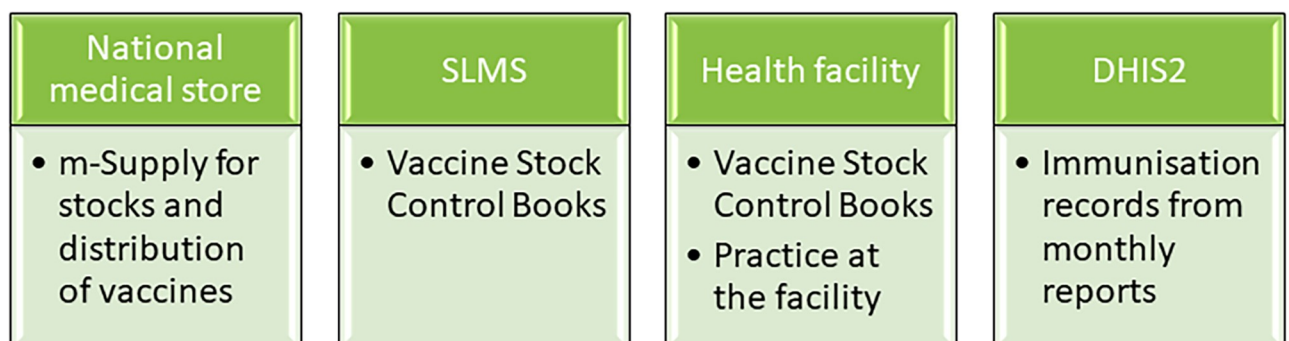 National
medical store
• m-Supply for
stocks and
distribution
of vaccines
SLMS
• Vaccine Stock
Control Books
Health facility
• Vaccine Stock
Control Books
• Practice at
the facility
DHIS2
• Immunisation
records from
monthly
reports